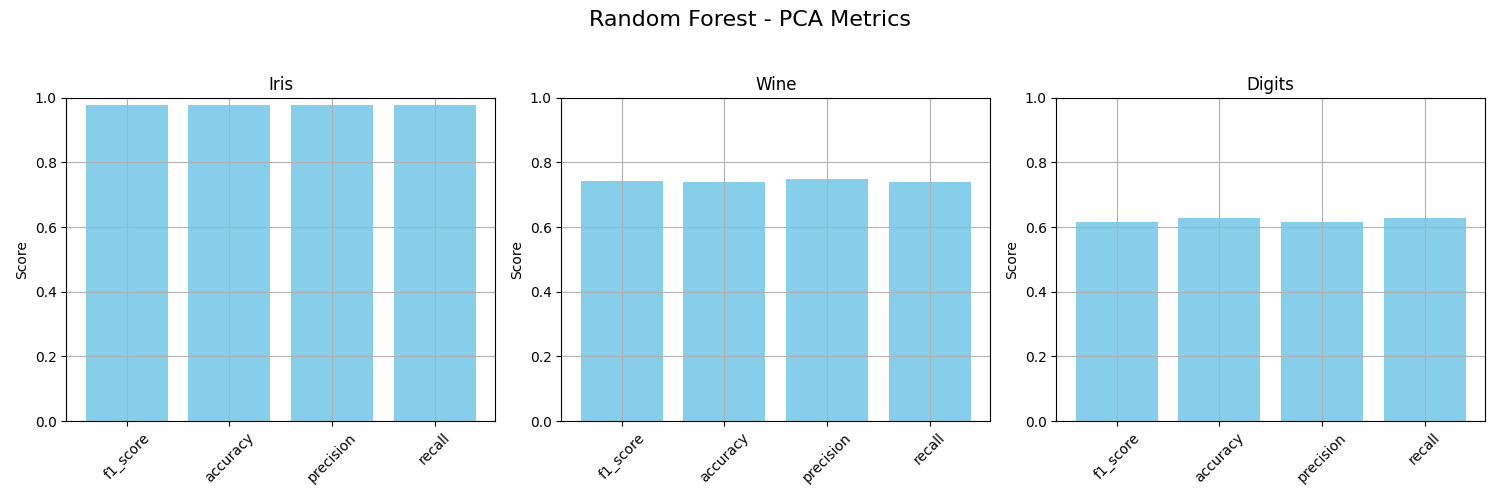 Random Forest - PCA Metrics
Iris
Score
1.0
0.8
0.6
0.4
0.2
0.0
f1_score
accuracy
precision
recall
Wine
Score
1.0
0.8
0.6
0.4
0.2
0.0
f1_score
accuracy
precision
recall
Digits
Score
1.0
0.8
0.6
0.4
0.2
0.0
f1_score
accuracy
precision
recall